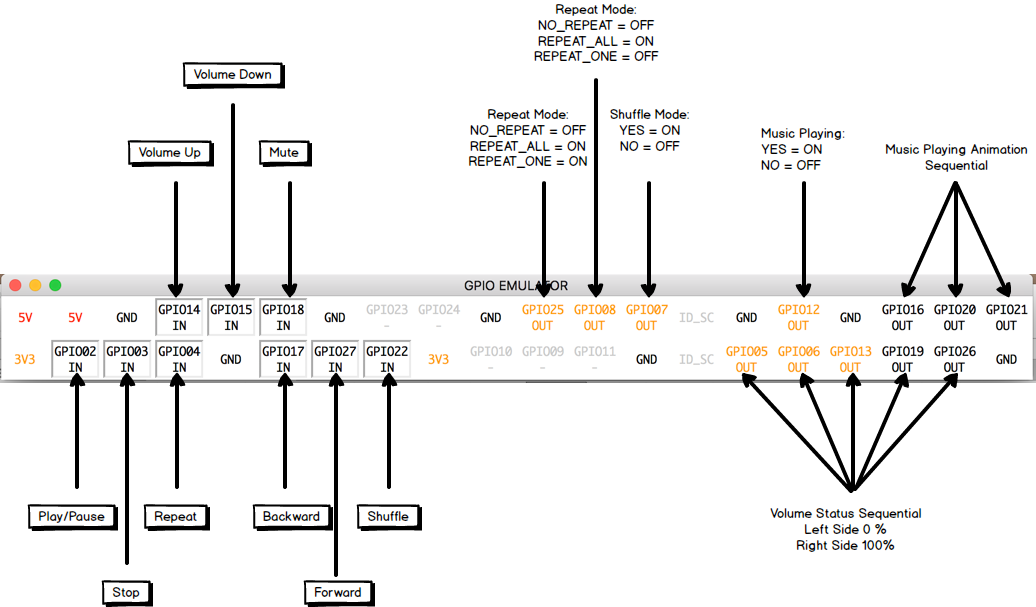 Repeat Mode:
NO_REPEAT = OFF
REPEAT_ALL = ON
REPEAT_ONE = OFF
Volume Down
Repeat Mode:
NO_REPEAT = OFF
REPEAT_ALL = ON
REPEAT_ONE = ON
Shuffle Mode:
YES = ON
NO = OFF
Music Playing:
YES = ON
NO = OFF
Music Playing Animation
Sequential
Volume Up
Mute
GPIO EMULATOR
5V 5V GND GPIO14 GPIO15 GPIO18 GND GPIO23 GPIO24 GND GPIO25 GPIO08 GPIO07 ID_SC GND GPIO12 GND GPIO16 GPIO20 GPIO21
IN IN IN - - OUT OUT OUT OUT OUT OUT OUT
3V3 GPIO02 GPIO03 GPIO04 GND GPIO17 GPIO27 GPIO22 3V3 GPIO10 GPIO09 GPIO11 GND ID_SC GPIO05 GPIO06 GPIO13 GPIO19 GPIO26 GND
IN IN IN IN IN IN - - - OUT OUT OUT OUT OUT
Play/Pause
Repeat
Backward
Shuffle
Volume Status Sequential
Left Side 0 %
Right Side 100%
Stop
Forward